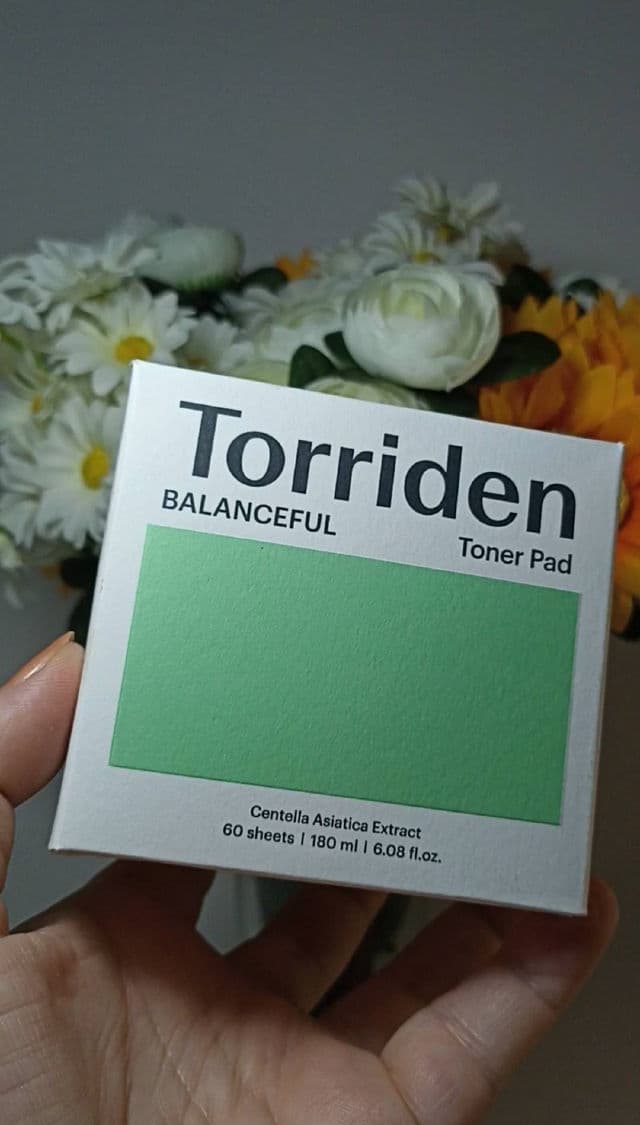 Torriden
BALANCEFUL
Toner Pad
Centella Asiatica Extract
60 sheets | 180 ml | 6.08 fl.oz.